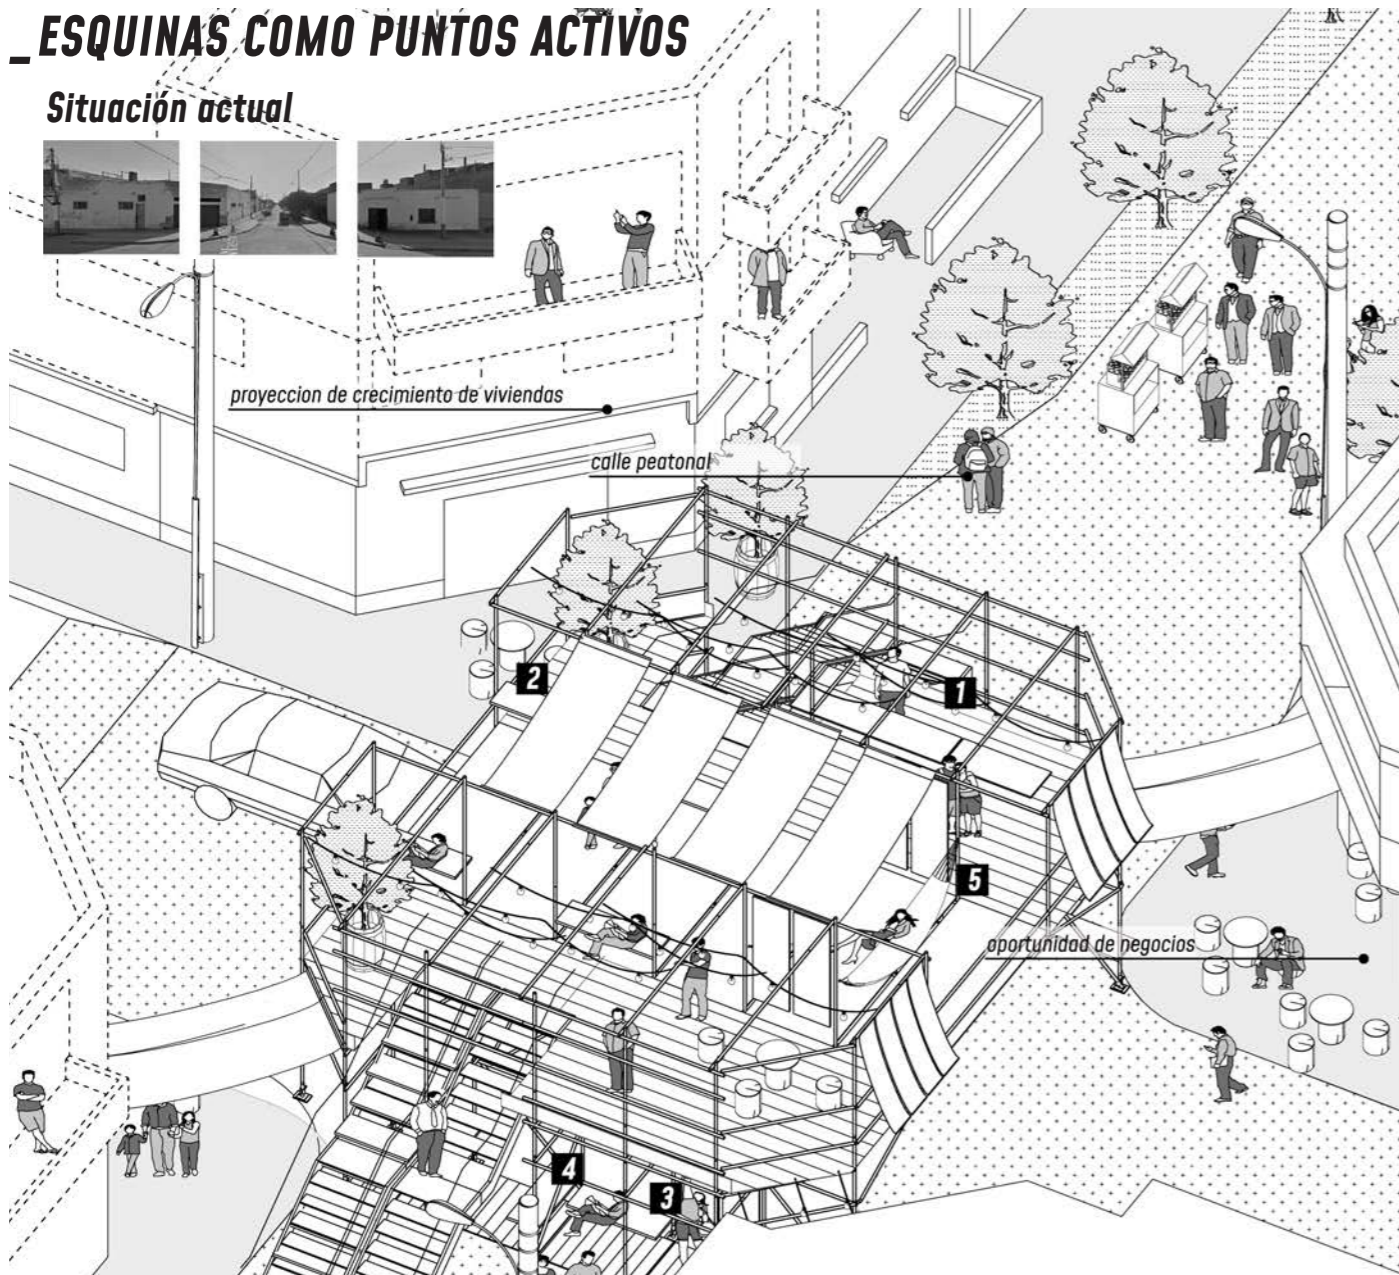 _ESQUINAS COMO PUNTOS ACTIVOS
Situación actual
proyeccion de crecimiento de viviendas
calle peatonal
2
1
5
oportunidad de negocios
4
3